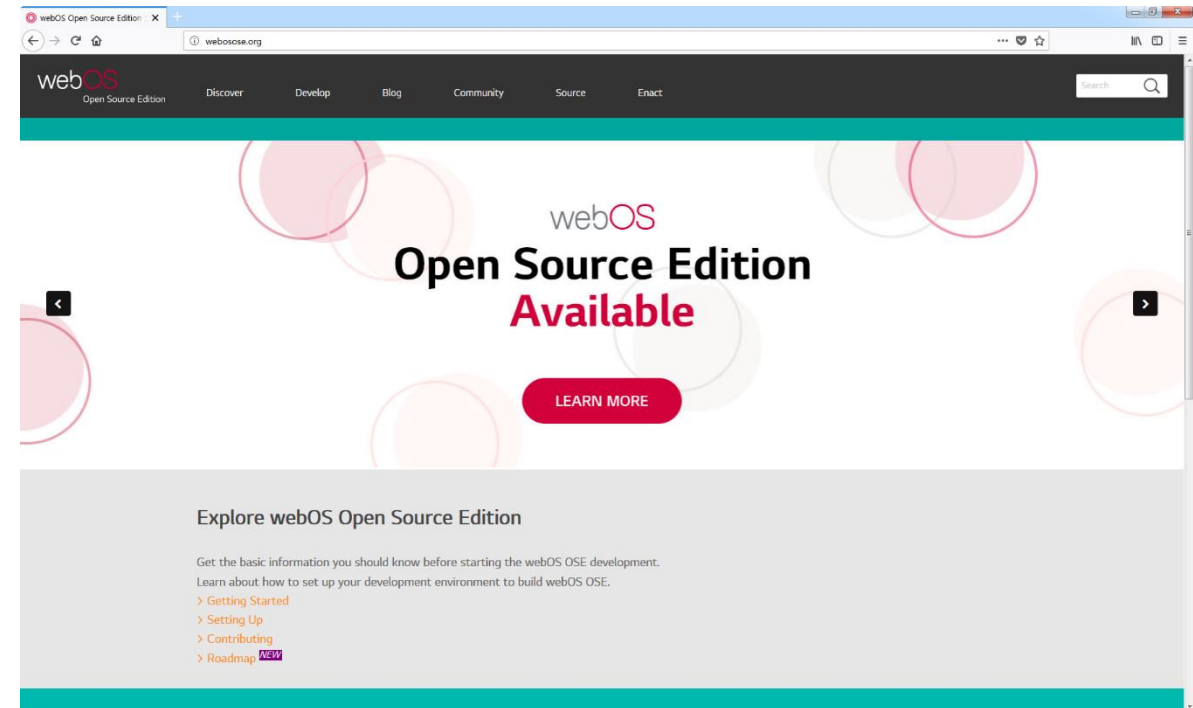 webOS Open Source Edition
webosose.org
webOS
Open Source Edition
Discover Develop Blog Community Source Enact
Search
webOS
Open Source Edition
Available
LEARN MORE
Explore webOS Open Source Edition
Get the basic information you should know before starting the webOS OSE development.
Learn about how to set up your development environment to build webOS OSE.
> Getting Started
> Setting Up
> Contributing
> Roadmap NEW